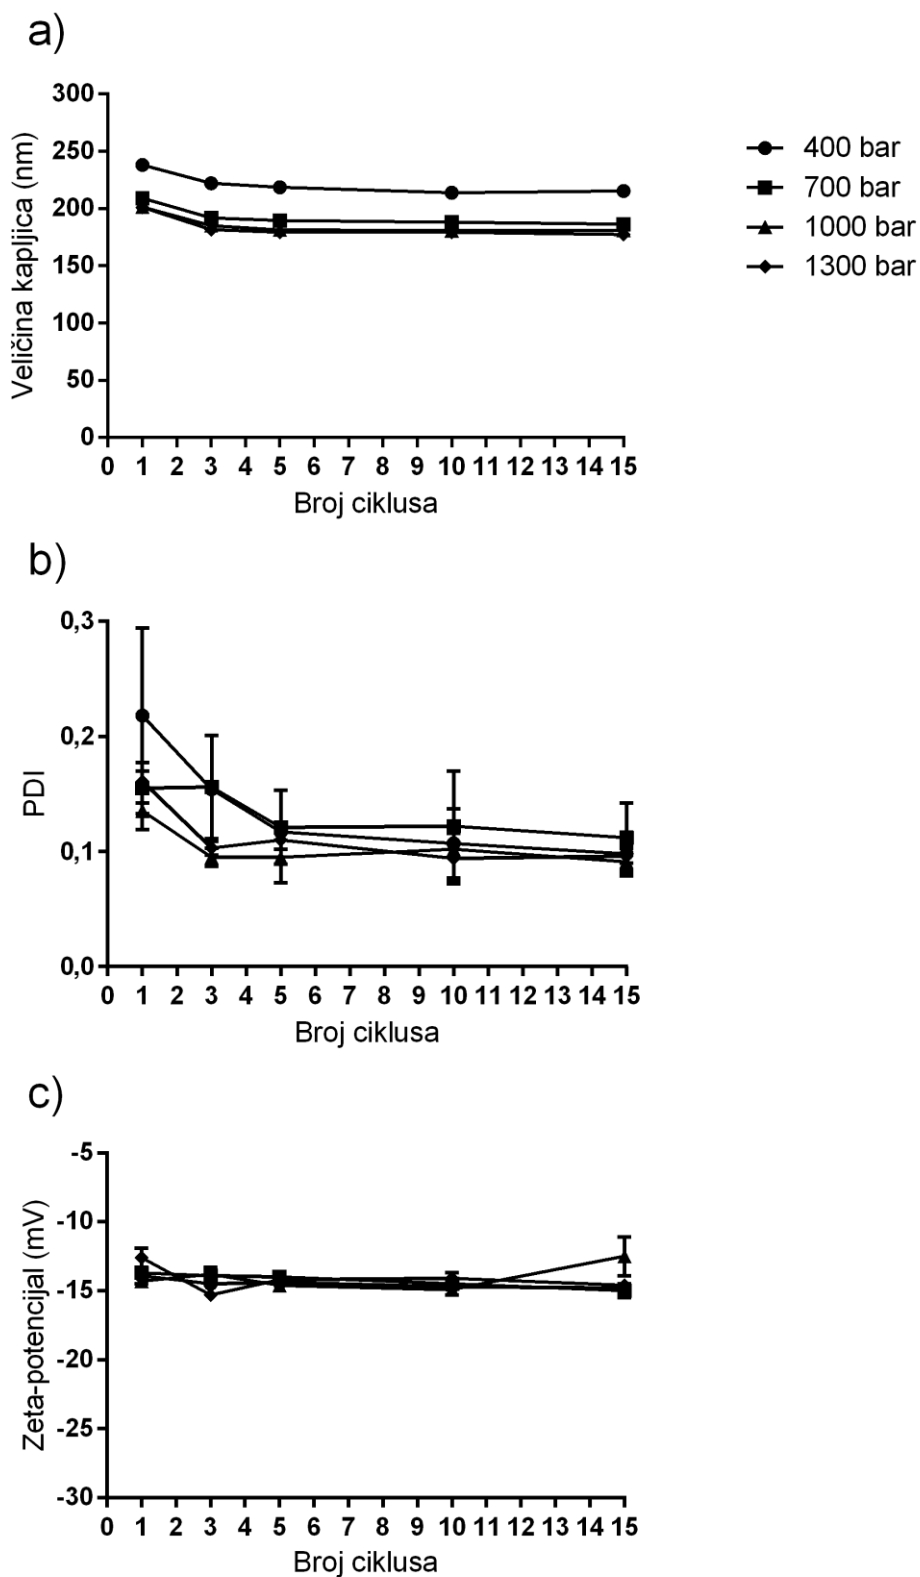 a)
300
250
200
150
100
50
0
Veličina kapljica (nm)
0 1 2 3 4 5 6 7 8 9 10 11 12 13 14 15
Broj ciklusa
400 bar
700 bar
1000 bar
1300 bar
b)
0,3
0,2
0,1
0,0
PDI
0 1 2 3 4 5 6 7 8 9 10 11 12 13 14 15
Broj ciklusa
c)
-5
-10
-15
-20
-25
-30
Zeta-potencijal (mV)
0 1 2 3 4 5 6 7 8 9 10 11 12 13 14 15
Broj ciklusa